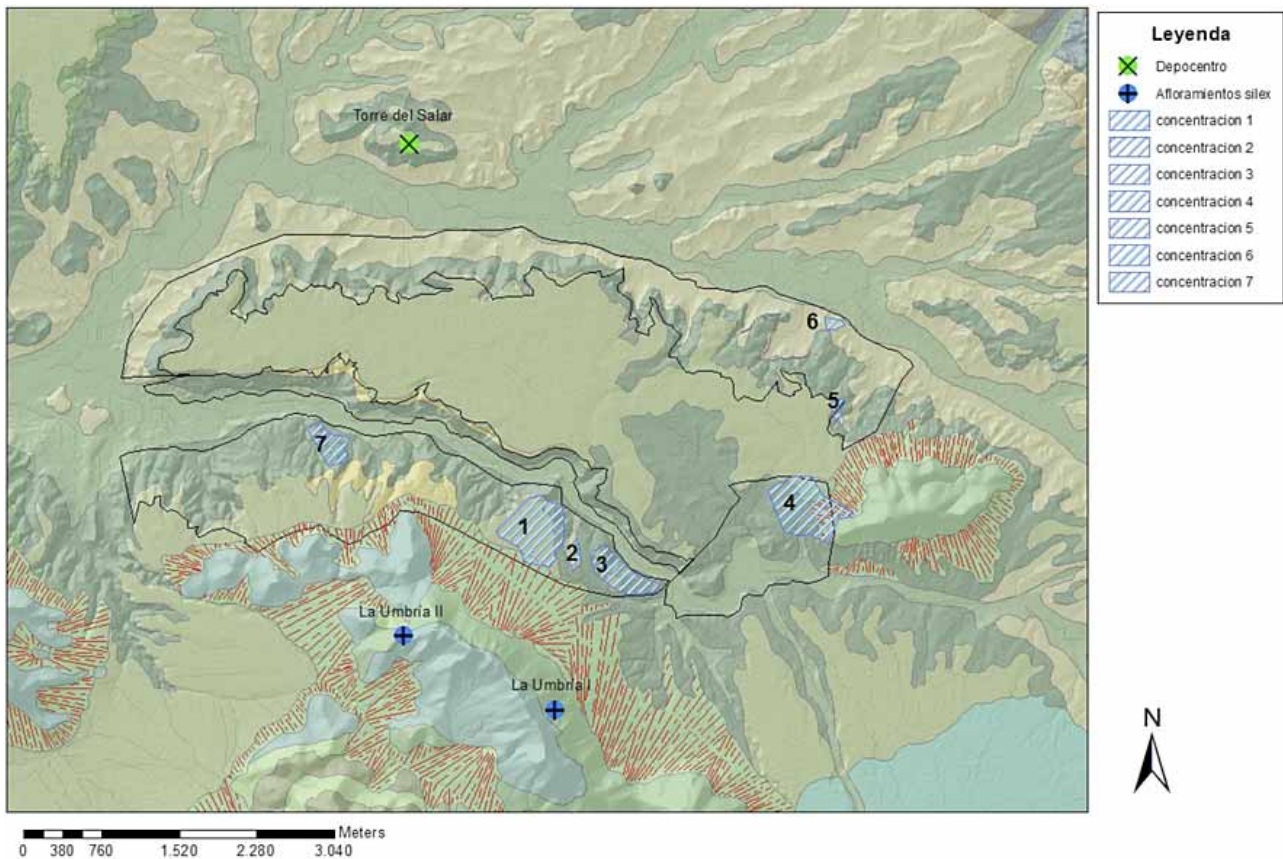 Leyenda
Depocentro
Afloramientos silex
concentracion 1
concentracion 2
concentracion 3
concentracion 4
concentracion 5
concentracion 6
concentracion 7
Torre del Salar
6
5
7
4
1
2
3
La Umbría II
La Umbría I
N
Meters
0 380 760 1.520 2.280 3.040